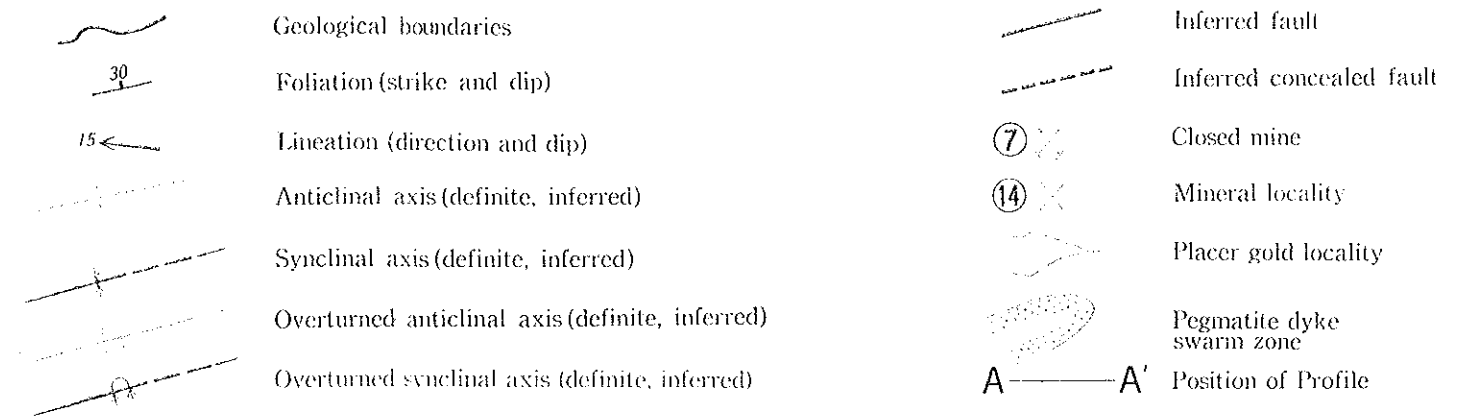 Geological boundaries
30
Foliation (strike and dip)
15
Lineation (direction and dip)
Anticlinal axis (definite, inferred)
Synclinal axis (definite, inferred)
Overturned anticlinal axis (definite, inferred)
Overturned synclinal axis (definite, inferred)
Inferred fault
Inferred concealed fault
7
Closed mine
14
Mineral locality
Placer gold locality
Pegmatite dyke
swarm zone
A A' Position of Profile